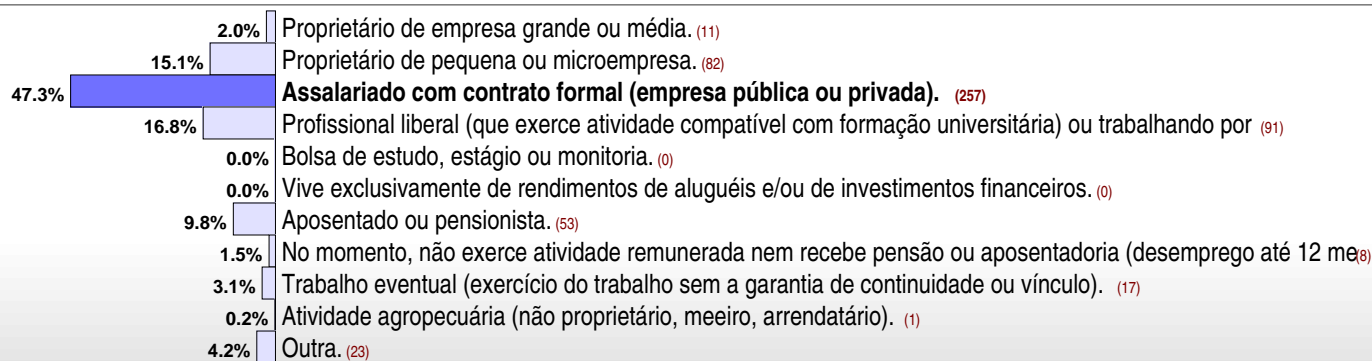 2.0% Proprietário de empresa grande ou média. (11)
15.1% Proprietário de pequena ou microempresa. (82)
47.3% Assalariado com contrato formal (empresa pública ou privada). (257)
16.8% Profissional liberal (que exerce atividade compatível com formação universitária) ou trabalhando por (91)
0.0% Bolsa de estudo, estágio ou monitoria. (0)
0.0% Vive exclusivamente de rendimentos de aluguéis e/ou de investimentos financeiros. (0)
9.8% Aposentado ou pensionista. (53)
1.5% No momento, não exerce atividade remunerada nem recebe pensão ou aposentadoria (desemprego até 12 me(8)
3.1% Trabalho eventual (exercício do trabalho sem a garantia de continuidade ou vínculo). (17)
0.2% Atividade agropecuária (não proprietário, meeiro, arrendatário). (1)
4.2% Outra. (23)